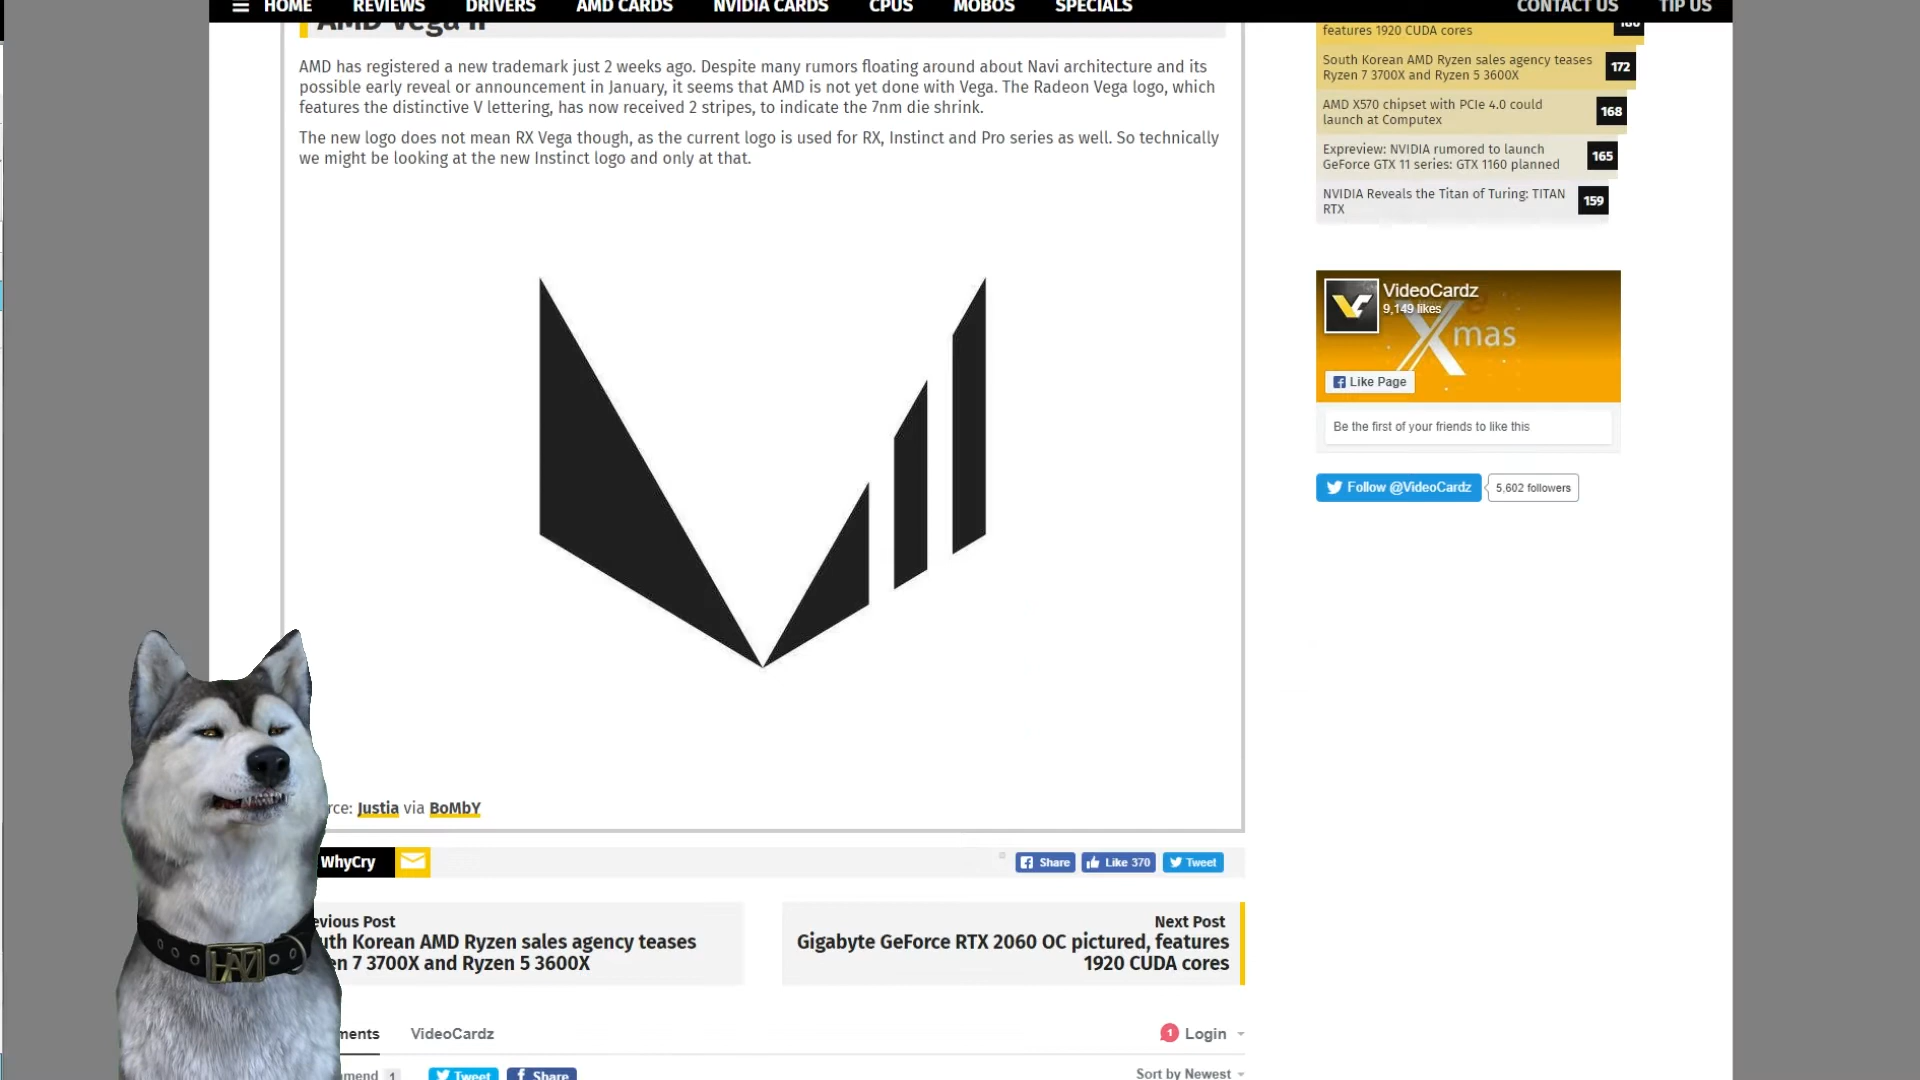 HOME REVIEWS DRIVERS AMD CARDS NVIDIA CARDS CPUS MOBOS SPECIALS CONTACT US TIP US
AMD Vega II
AMD has registered a new trademark just 2 weeks ago. Despite many rumors floating around about Navi architecture and its
possible early reveal or announcement in January, it seems that AMD is not yet done with Vega. The Radeon Vega logo, which
features the distinctive V lettering, has now received 2 stripes, to indicate the 7nm die shrink.
The new logo does not mean RX Vega though, as the current logo is used for RX, Instinct and Pro series as well. So technically
we might be looking at the new Instinct logo and only at that.
rce: Justia via BoMbY
WhyCry
Share Like 370 Tweet
evious Post
uth Korean AMD Ryzen sales agency teases
en 7 3700X and Ryzen 5 3600X
Next Post
Gigabyte GeForce RTX 2060 OC pictured, features
1920 CUDA cores
ments VideoCardz
1 Login
mend 1 Tweet Share
Sort by Newest
features 1920 CUDA cores
South Korean AMD Ryzen sales agency teases
Ryzen 7 3700X and Ryzen 5 3600X
172
AMD X570 chipset with PCIe 4.0 could
launch at Computex
168
Expreview: NVIDIA rumored to launch
GeForce GTX 11 series: GTX 1160 planned
165
NVIDIA Reveals the Titan of Turing: TITAN
RTX
159
VideoCardz
9,149 likes
Xmas
Like Page
Be the first of your friends to like this
Follow @VideoCardz 5,602 followers